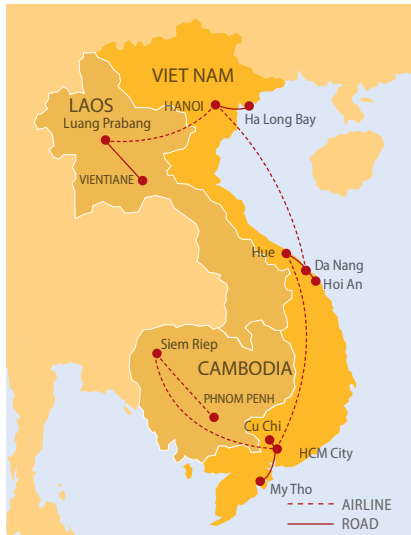 VIET NAM
LAOS
HANOI
Luang Prabang
Ha Long Bay
VIENTIANE
Hue
Da Nang
Hoi An
Siem Riep
CAMBODIA
PHNOM PENH
Cu Chi
HCM City
My Tho
AIRLINE
ROAD